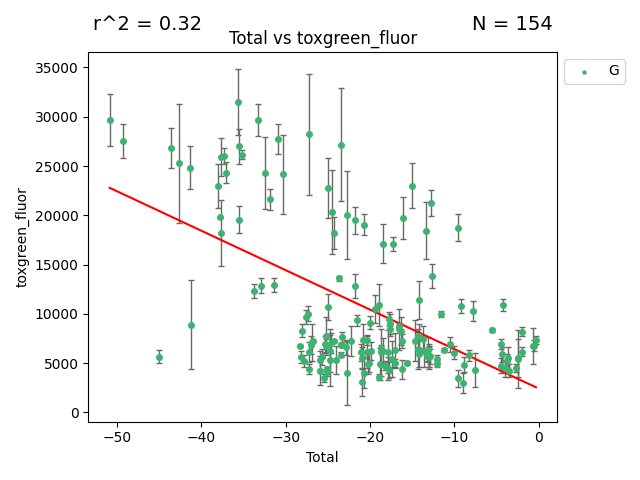 r^2 = 0.32
N = 154
Total vs toxgreen_fluor
G
35000
30000
25000
20000
15000
10000
5000
0
toxgreen_fluor
−50
−40
−30
−20
−10
0
Total